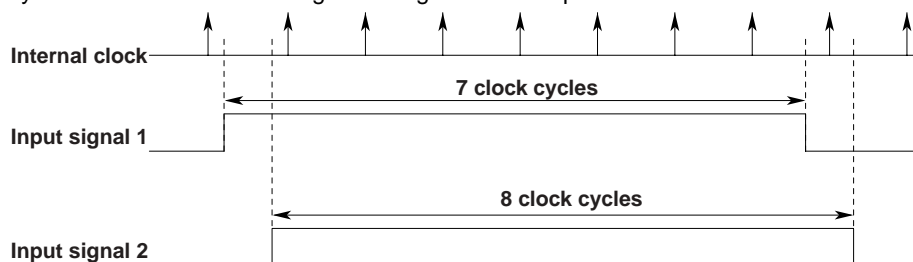 Internal clock
7 clock cycles
Input signal 1
8 clock cycles
Input signal 2